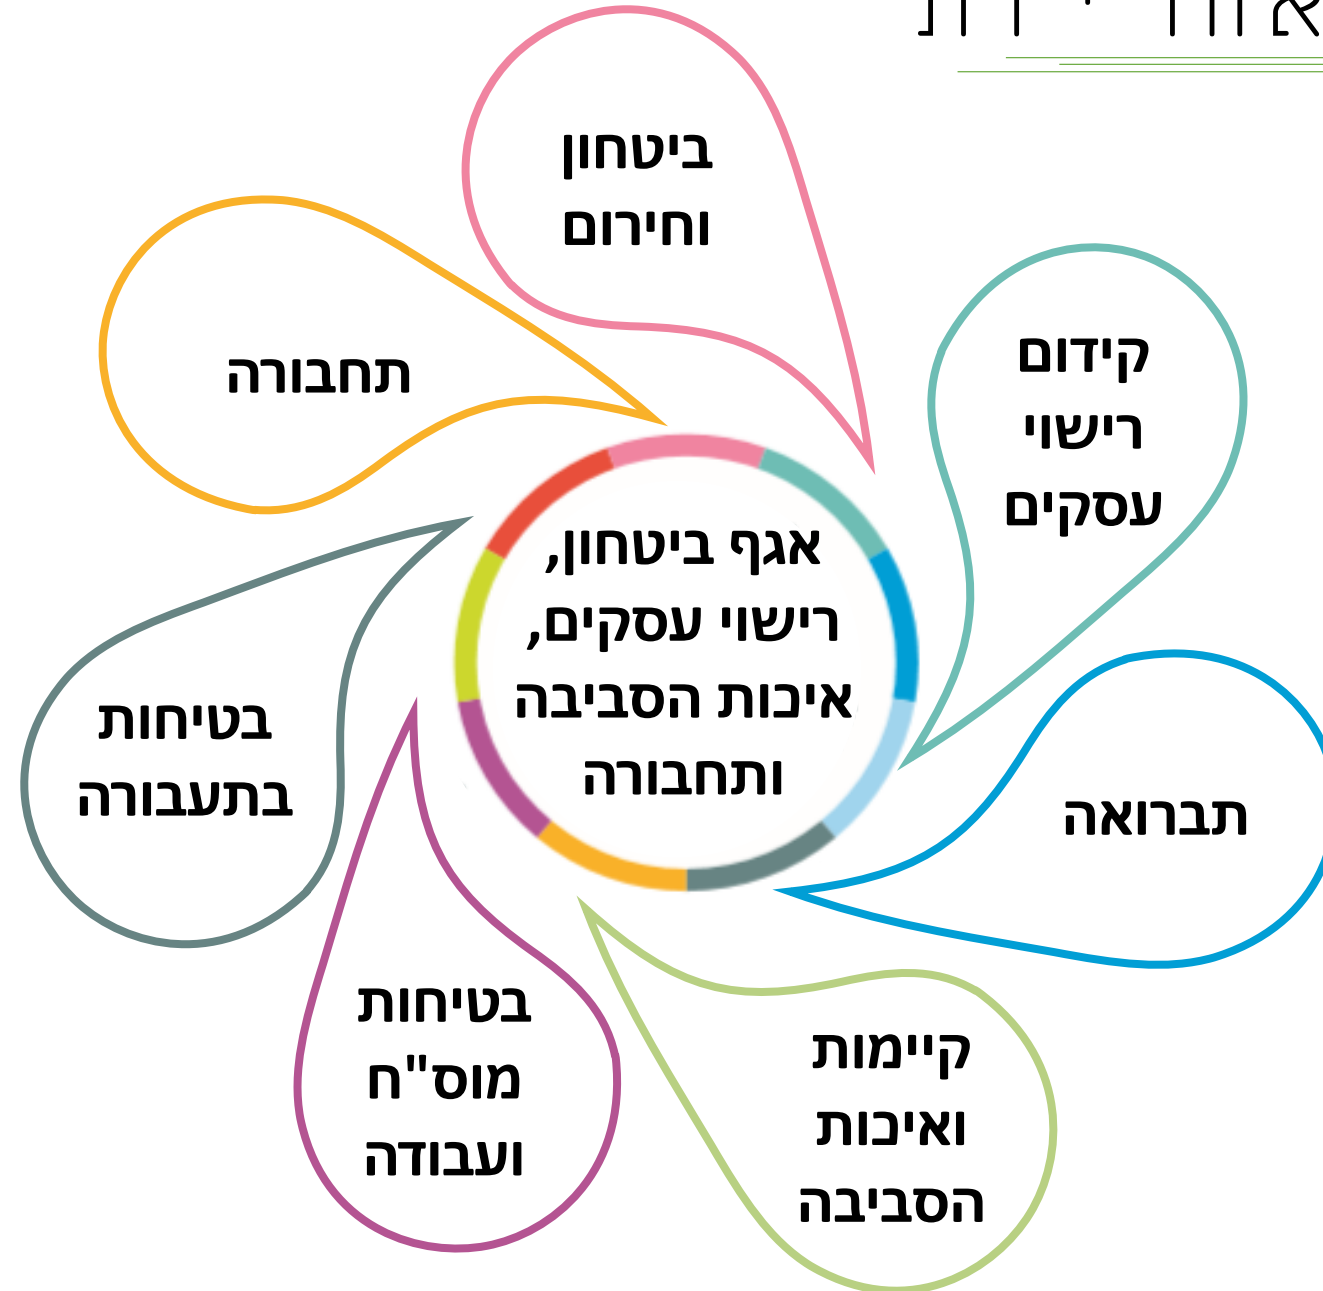 ביטחון
וחירום
קידום
רישוי
עסקים
תברואה
קיימות
ואיכות
הסביבה
בטיחות
מוס"ח
ועבודה
בטיחות
בתעבורה
תחבורה
אגף ביטחון,
רישוי עסקים,
איכות הסביבה
ותחבורה